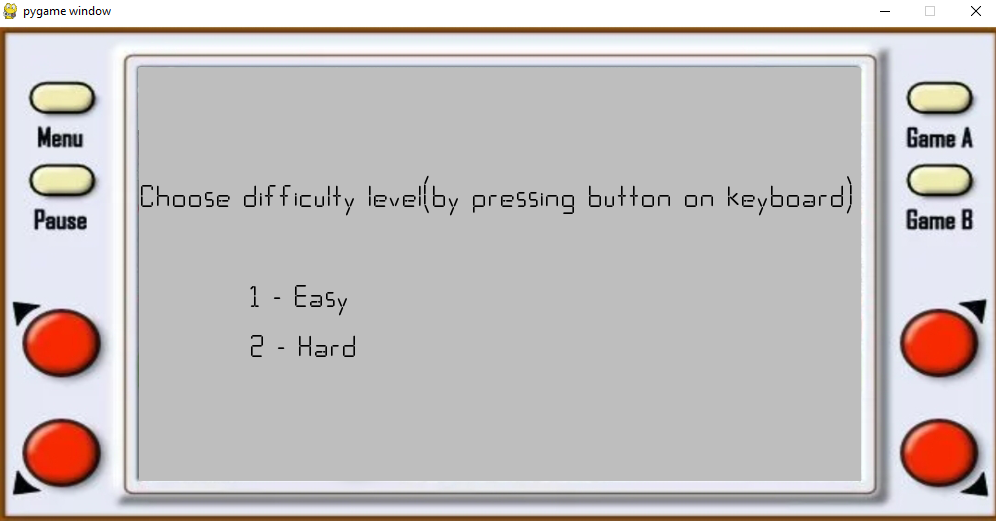 pygame window
Menu
Game A
Pause
Game B
Choose difficulty level(by pressing button on keyboard)
1 - Easy
2 - Hard